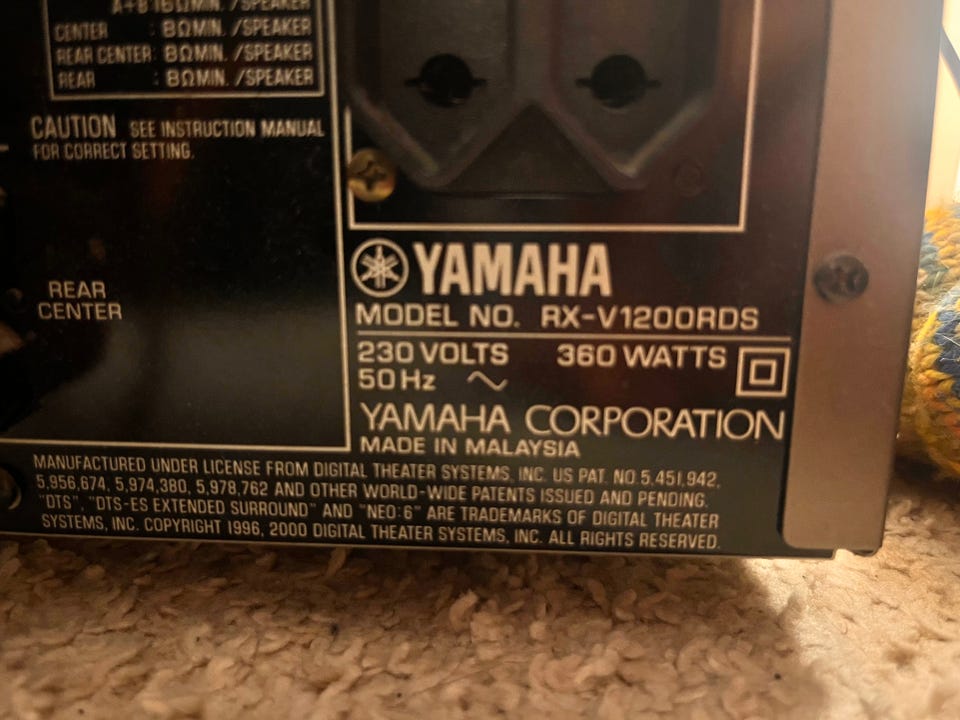 A+B 16ΩMIN. /SPEAKER
CENTER : 8ΩMIN. /SPEAKER
REAR CENTER: 8ΩMIN. /SPEAKER
REAR : 8ΩMIN. /SPEAKER
CAUTION SEE INSTRUCTION MANUAL
FOR CORRECT SETTING.
REAR
CENTER
YAMAHA
MODEL NO. RX-V1200RDS
230 VOLTS 360 WATTS
50 Hz
YAMAHA CORPORATION
MADE IN MALAYSIA
MANUFACTURED UNDER LICENSE FROM DIGITAL THEATER SYSTEMS, INC. US PAT. NO.5,451,942,
5,956,674, 5,974,380, 5,978,762 AND OTHER WORLD-WIDE PATENTS ISSUED AND PENDING.
"DTS", "DTS-ES EXTENDED SURROUND" AND "NEO:6" ARE TRADEMARKS OF DIGITAL THEATER
SYSTEMS, INC. COPYRIGHT 1996, 2000 DIGITAL THEATER SYSTEMS, INC. ALL RIGHTS RESERVED.